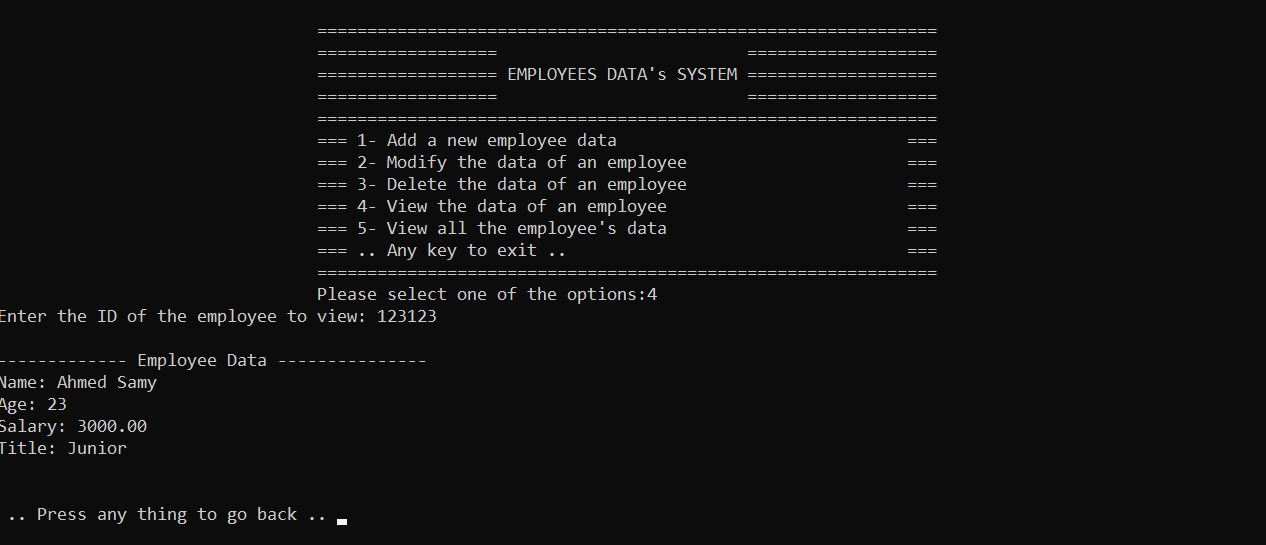 ==============================================================
==================                         ===================
================== EMPLOYEES DATA's SYSTEM ===================
==================                         ===================
==============================================================
=== 1- Add a new employee data                             ===
=== 2- Modify the data of an employee                      ===
=== 3- Delete the data of an employee                      ===
=== 4- View the data of an employee                        ===
=== 5- View all the employee's data                        ===
=== .. Any key to exit ..                                  ===
==============================================================
Please select one of the options:4
Enter the ID of the employee to view: 123123
------------- Employee Data ---------------
Name: Ahmed Samy
Age: 23
Salary: 3000.00
Title: Junior
.. Press any thing to go back ..